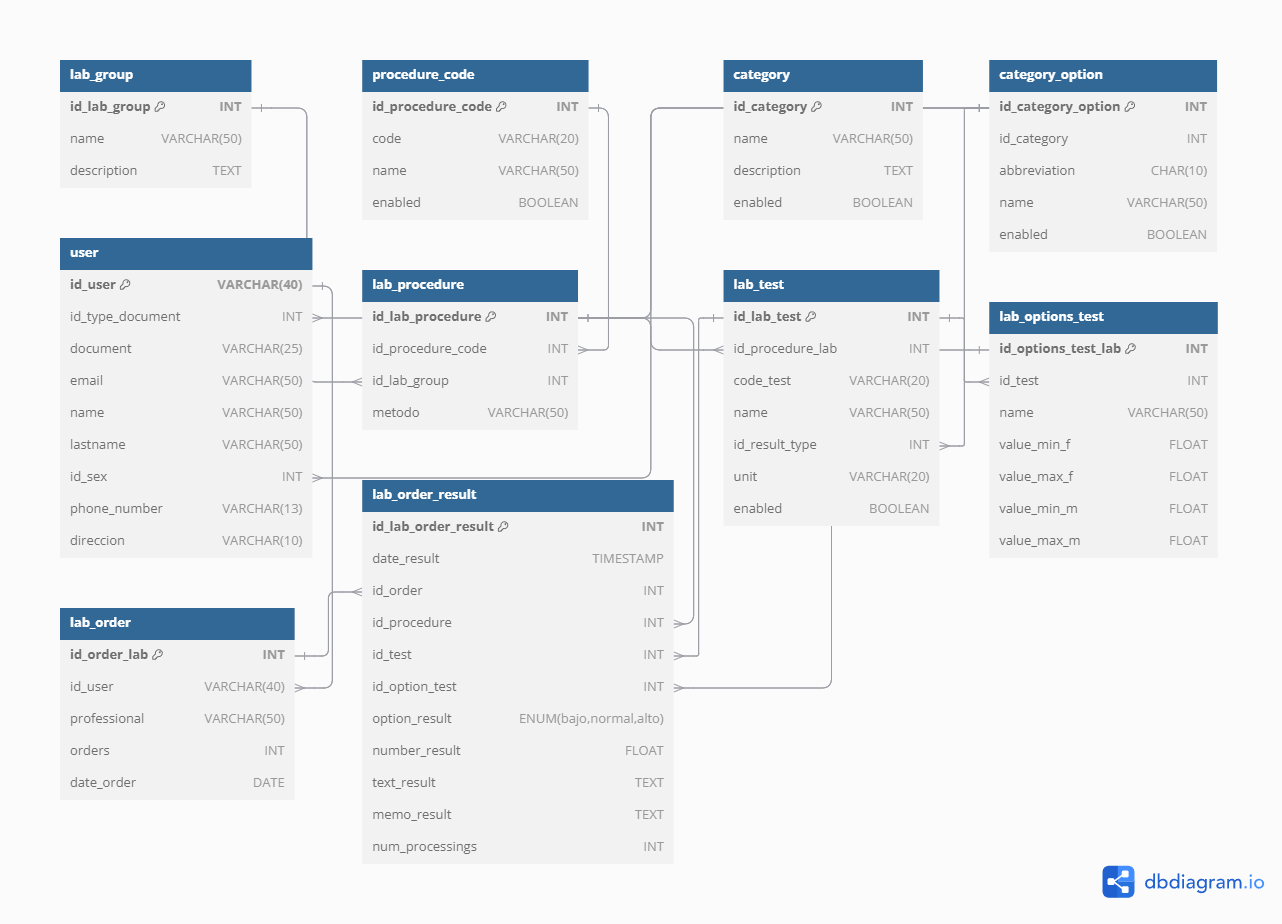 lab_group
id_lab_group INT
name VARCHAR(50)
description TEXT
procedure_code
id_procedure_code INT
code VARCHAR(20)
name VARCHAR(50)
enabled BOOLEAN
category
id_category INT
name VARCHAR(50)
description TEXT
enabled BOOLEAN
category_option
id_category_option INT
id_category INT
abbreviation CHAR(10)
name VARCHAR(50)
enabled BOOLEAN
user
id_user VARCHAR(40)
id_type_document INT
document VARCHAR(25)
email VARCHAR(50)
name VARCHAR(50)
lastname VARCHAR(50)
id_sex INT
phone_number VARCHAR(13)
direccion VARCHAR(10)
lab_procedure
id_lab_procedure INT
id_procedure_code INT
id_lab_group INT
metodo VARCHAR(50)
lab_test
id_lab_test INT
id_procedure_lab INT
code_test VARCHAR(20)
name VARCHAR(50)
id_result_type INT
unit VARCHAR(20)
enabled BOOLEAN
lab_options_test
id_options_test_lab INT
id_test INT
name VARCHAR(50)
value_min_f FLOAT
value_max_f FLOAT
value_min_m FLOAT
value_max_m FLOAT
lab_order_result
id_lab_order_result INT
date_result TIMESTAMP
id_order INT
id_procedure INT
id_test INT
id_option_test INT
option_result ENUM(bajo,normal,alto)
number_result FLOAT
text_result TEXT
memo_result TEXT
num_processings INT
lab_order
id_order_lab INT
id_user VARCHAR(40)
professional VARCHAR(50)
orders INT
date_order DATE
dbdiagram.io